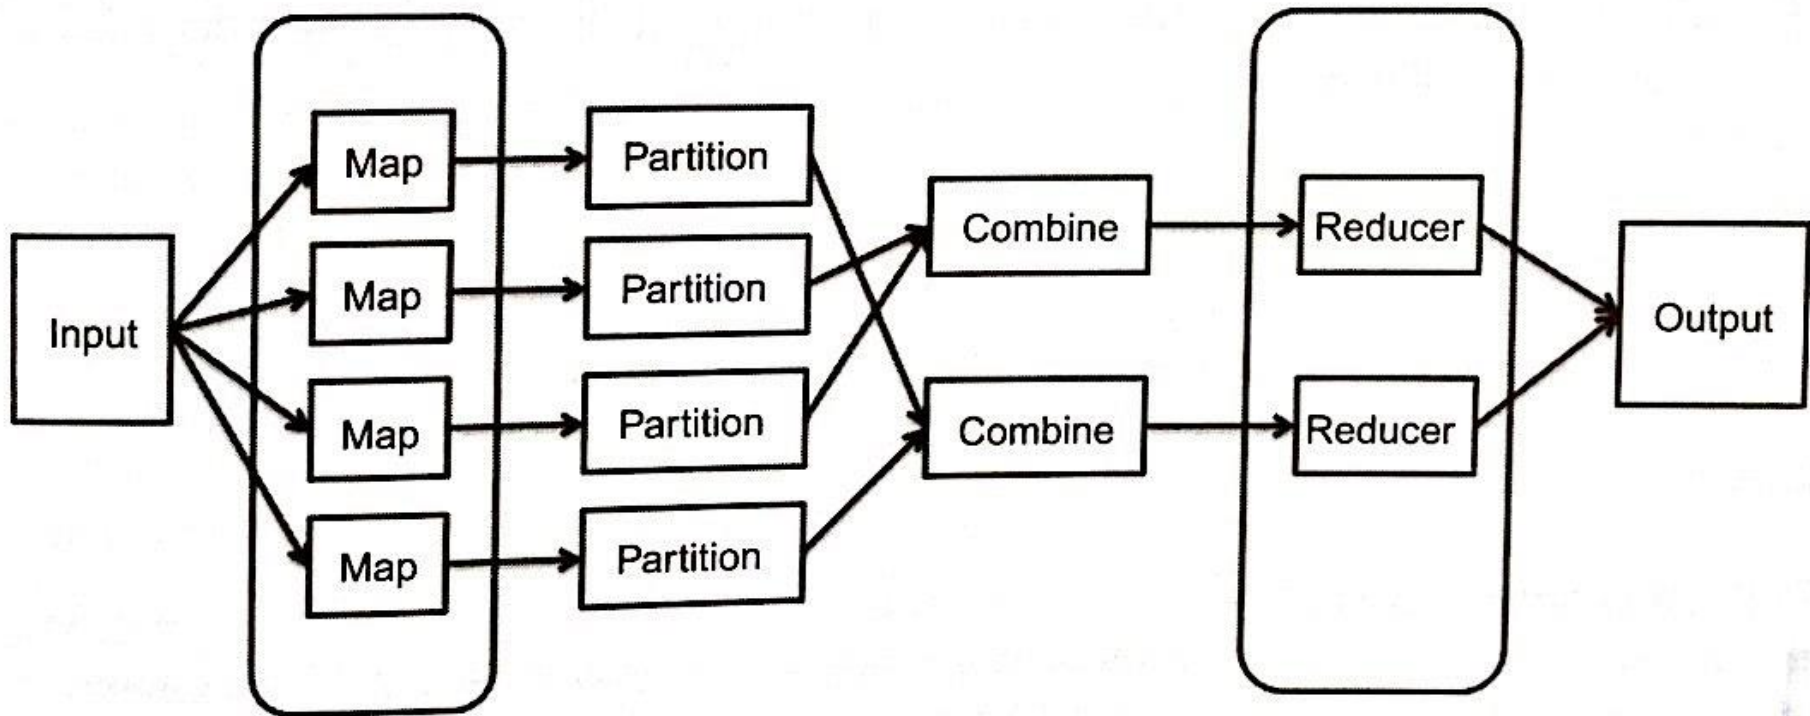 Input
Map
Map
Map
Map
Partition
Partition
Partition
Partition
Combine
Combine
Reducer
Reducer
Output